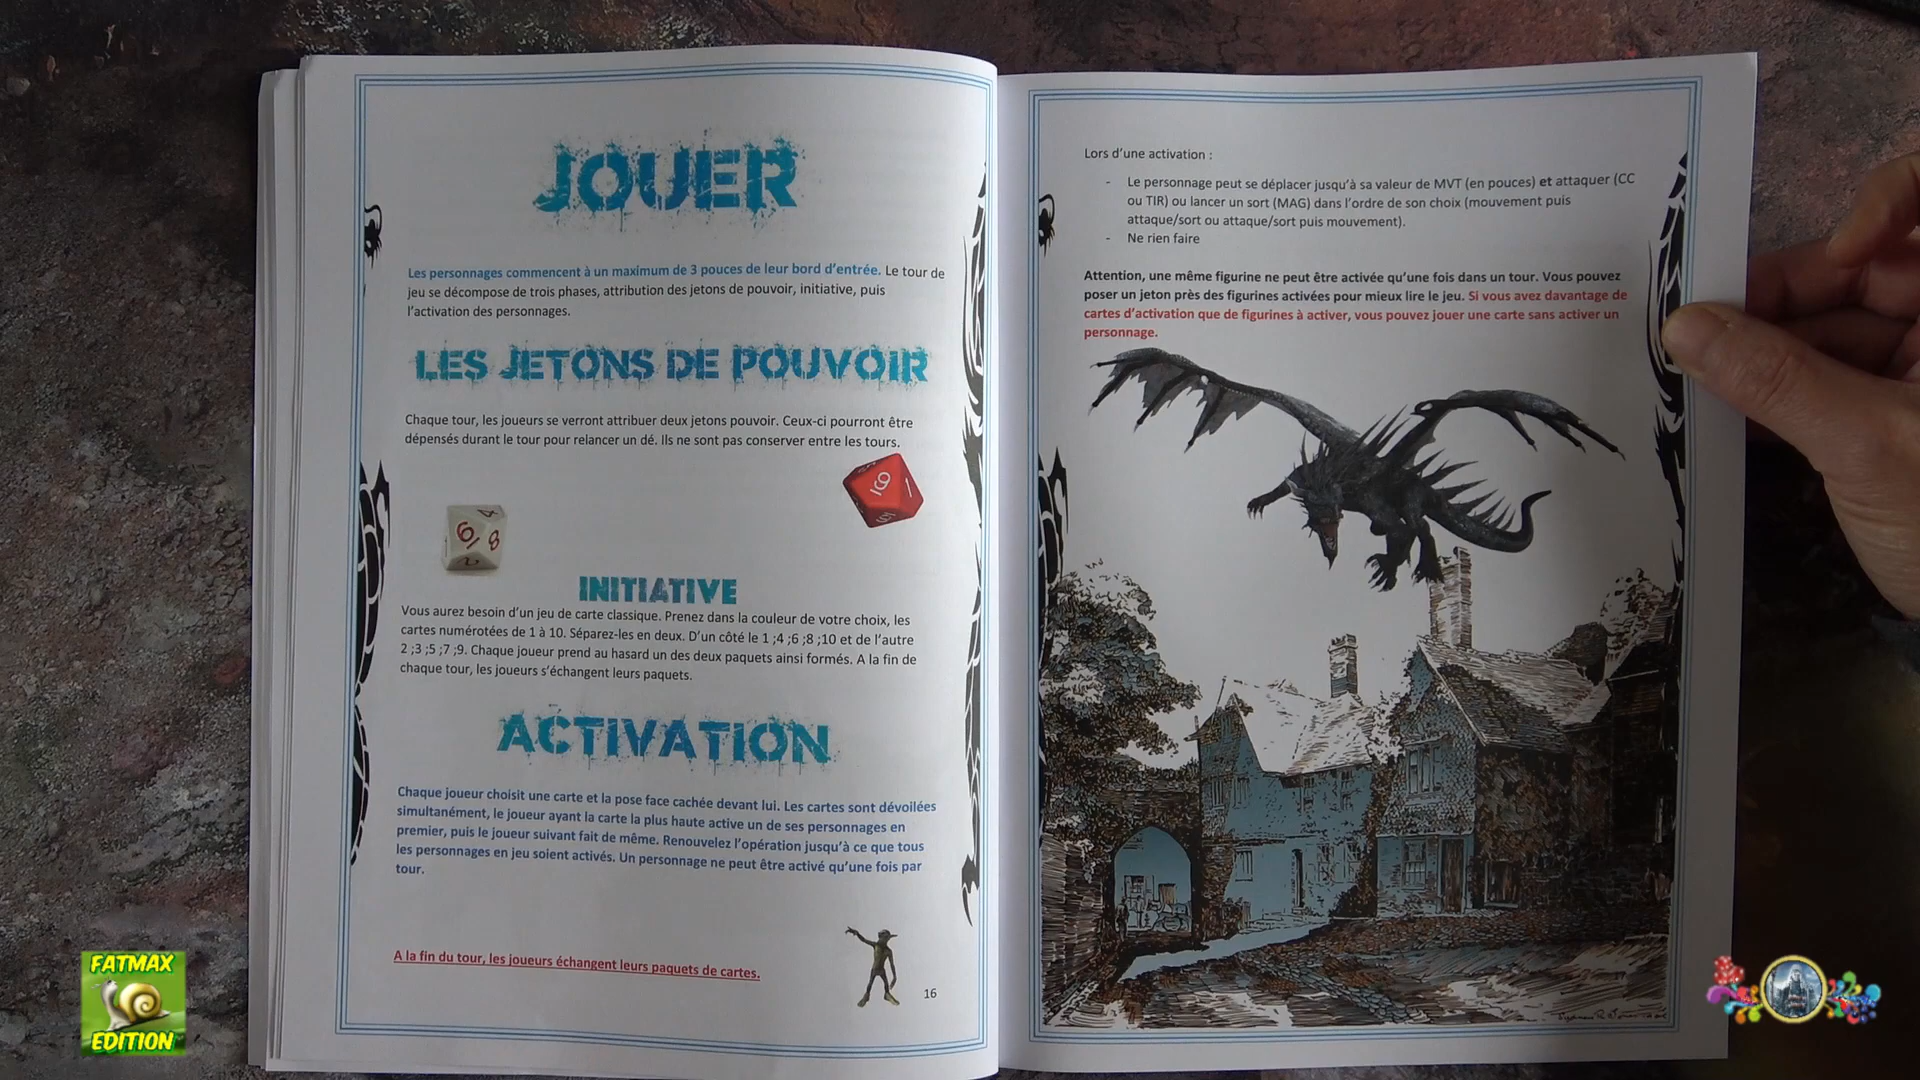 JOUER
Les personnages commencent à un maximum de 3 pouces de leur bord d’entrée. Le tour de
jeu se décompose de trois phases, attribution des jetons de pouvoir, initiative, puis
l’activation des personnages.
LES JETONS DE POUVOIR
Chaque tour, les joueurs se verront attribuer deux jetons pouvoir. Ceux-ci pourront être
dépensés durant le tour pour relancer un dé. Ils ne sont pas conserver entre les tours.
INITIATIVE
Vous aurez besoin d’un jeu de carte classique. Prenez dans la couleur de votre choix, les
cartes numérotées de 1 à 10. Séparez-les en deux. D’un côté le 1 ;4 ;6 ;8 ;10 et de l’autre
2 ;3 ;5 ;7 ;9. Chaque joueur prend au hasard un des deux paquets ainsi formés. A la fin de
chaque tour, les joueurs s’échangent leurs paquets.
ACTIVATION
Chaque joueur choisit une carte et la pose face cachée devant lui. Les cartes sont dévoilées
simultanément, le joueur ayant la carte la plus haute active un de ses personnages en
premier, puis le joueur suivant fait de même. Renouvelez l’opération jusqu’à ce que tous
les personnages en jeu soient activés. Un personnage ne peut être activé qu’une fois par
tour.
A la fin du tour, les joueurs échangent leurs paquets de cartes.
16
Lors d’une activation :
- Le personnage peut se déplacer jusqu’à sa valeur de MVT (en pouces) et attaquer (CC
ou TIR) ou lancer un sort (MAG) dans l’ordre de son choix (mouvement puis
attaque/sort ou attaque/sort puis mouvement).
- Ne rien faire
Attention, une même figurine ne peut être activée qu’une fois dans un tour. Vous pouvez
poser un jeton près des figurines activées pour mieux lire le jeu. Si vous avez davantage de
cartes d’activation que de figurines à activer, vous pouvez jouer une carte sans activer un
personnage.
FATMAX
EDITION